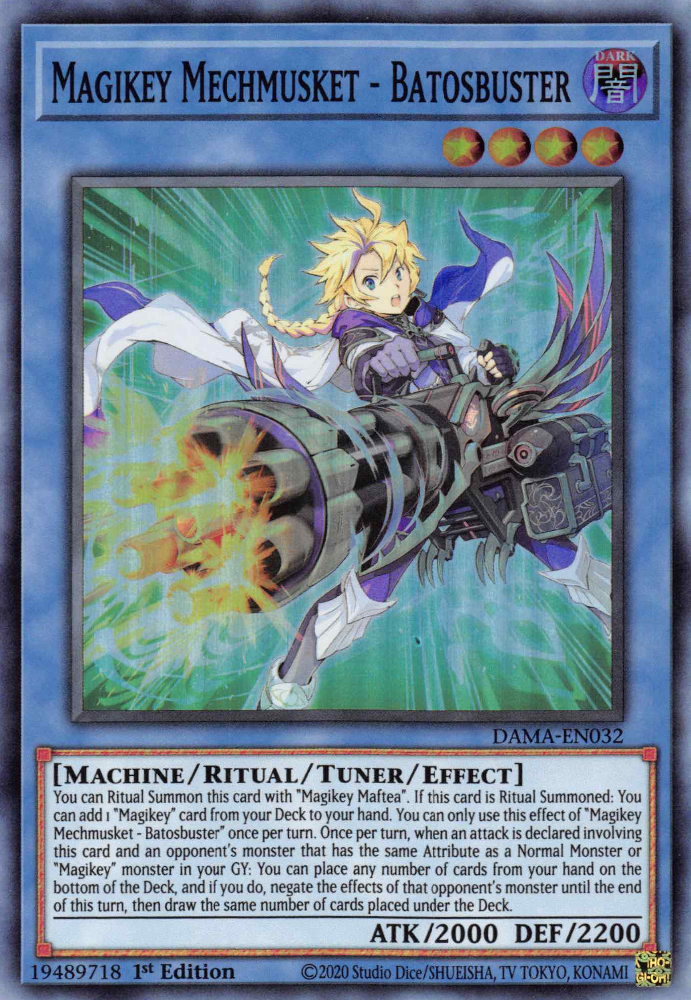 MAGIKEY MECHMUSKET - BATOSBUSTER
DARK
闇
DAMA-EN032
[MACHINE/RITUAL/TUNER/EFFECT]
You can Ritual Summon this card with "Magikey Maftea". If this card is Ritual Summoned: You
can add 1 "Magikey" card from your Deck to your hand. You can only use this effect of "Magikey
Mechmusket - Batosbuster" once per turn. Once per turn, when an attack is declared involving
this card and an opponent's monster that has the same Attribute as a Normal Monster or
"Magikey" monster in your GY: You can place any number of cards from your hand on the
bottom of the Deck, and if you do, negate the effects of that opponent's monster until the end
of this turn, then draw the same number of cards placed under the Deck.
ATK/2000 DEF/2200
19489718 1st Edition ©2020 Studio Dice/SHUEISHA, TV TOKYO, KONAMI